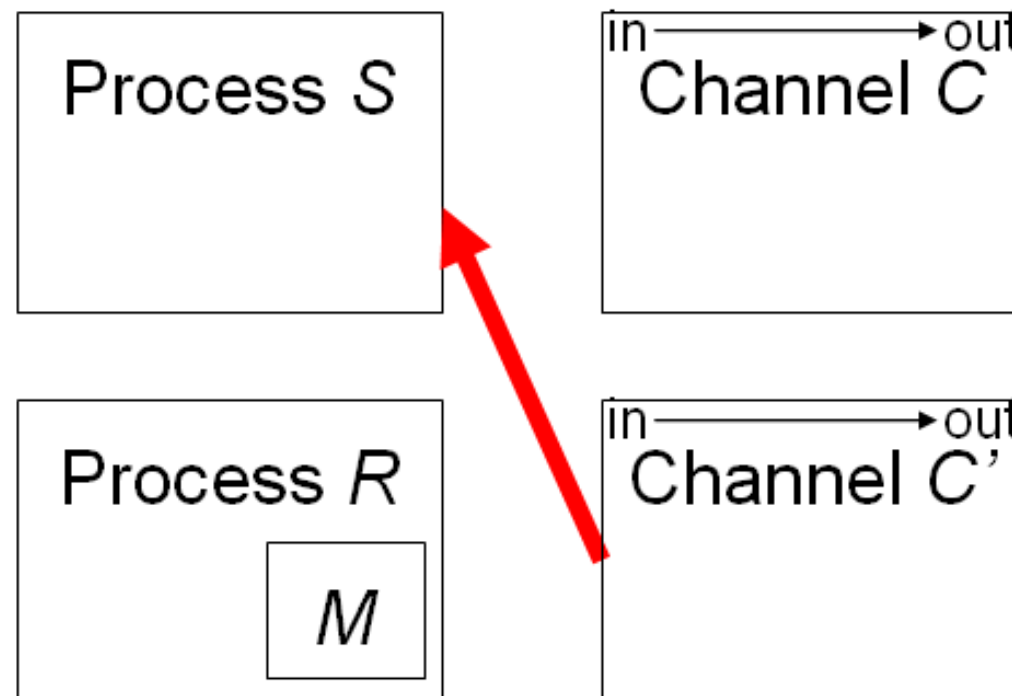 Process S
in out
Channel C
Process R
M
in out
Channel C’